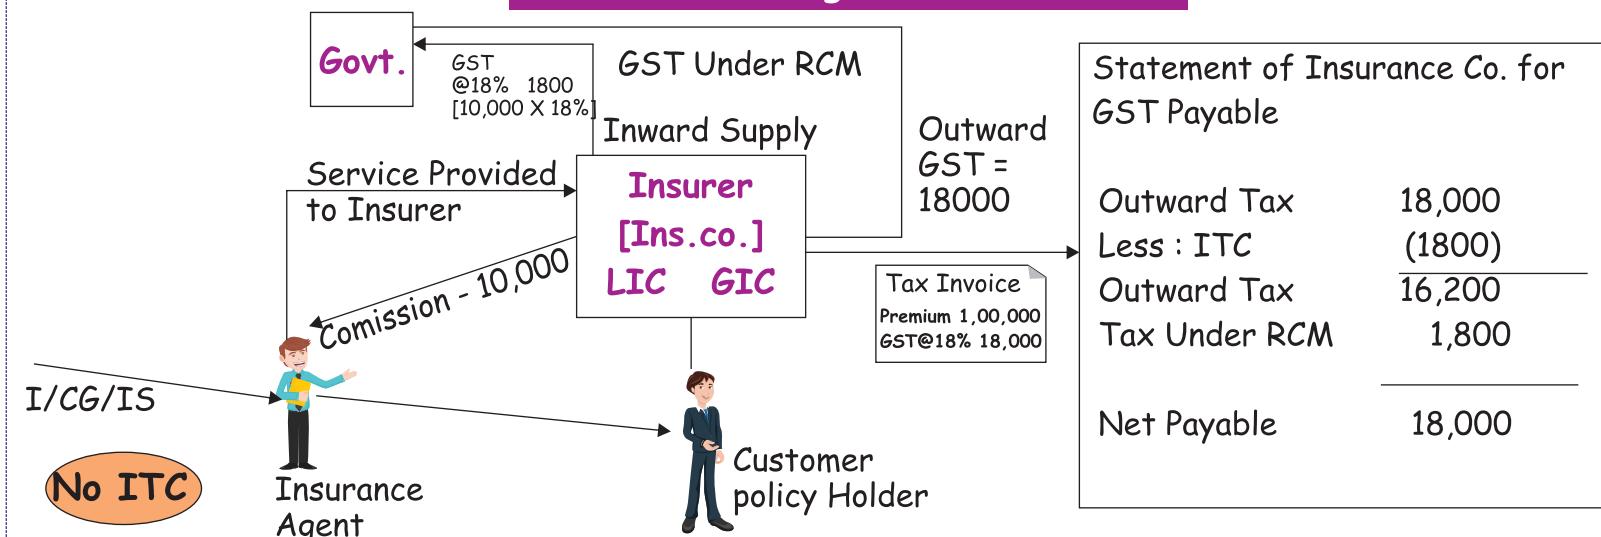 Govt.
GST
@18% 1800
[10,000 X 18%]
GST Under RCM
Inward Supply
Service Provided
to Insurer
Insurer
[Ins.co.]
LIC GIC
Comission - 10,000
Outward
GST =
18000
Tax Invoice
Premium 1,00,000
GST@18% 18,000
I/CG/IS
No ITC
Insurance
Agent
Customer
policy Holder
Statement of Insurance Co. for
GST Payable
Outward Tax 18,000
Less : ITC (1800)
Outward Tax 16,200
Tax Under RCM 1,800
Net Payable 18,000